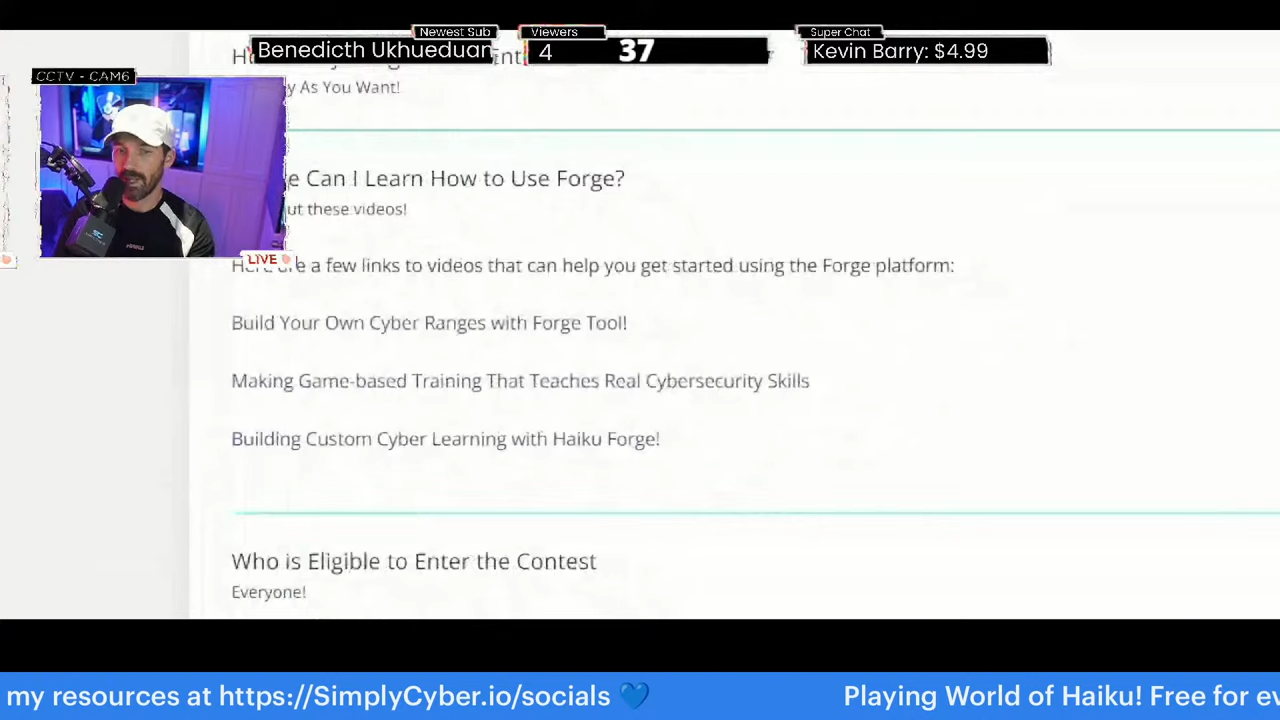 Newest Sub
Benedicth Ukhueduan
Viewers
4
37
Super Chat
Kevin Barry: $4.99
CCTV - CAM6
LIVE
y As You Want!
Can I Learn How to Use Forge?
ut these videos!
Here are a few links to videos that can help you get started using the Forge platform:
Build Your Own Cyber Ranges with Forge Tool!
Making Game-based Training That Teaches Real Cybersecurity Skills
Building Custom Cyber Learning with Haiku Forge!
Who is Eligible to Enter the Contest
Everyone!
my resources at https://SimplyCyber.io/socials 💙
Playing World of Haiku! Free for ev